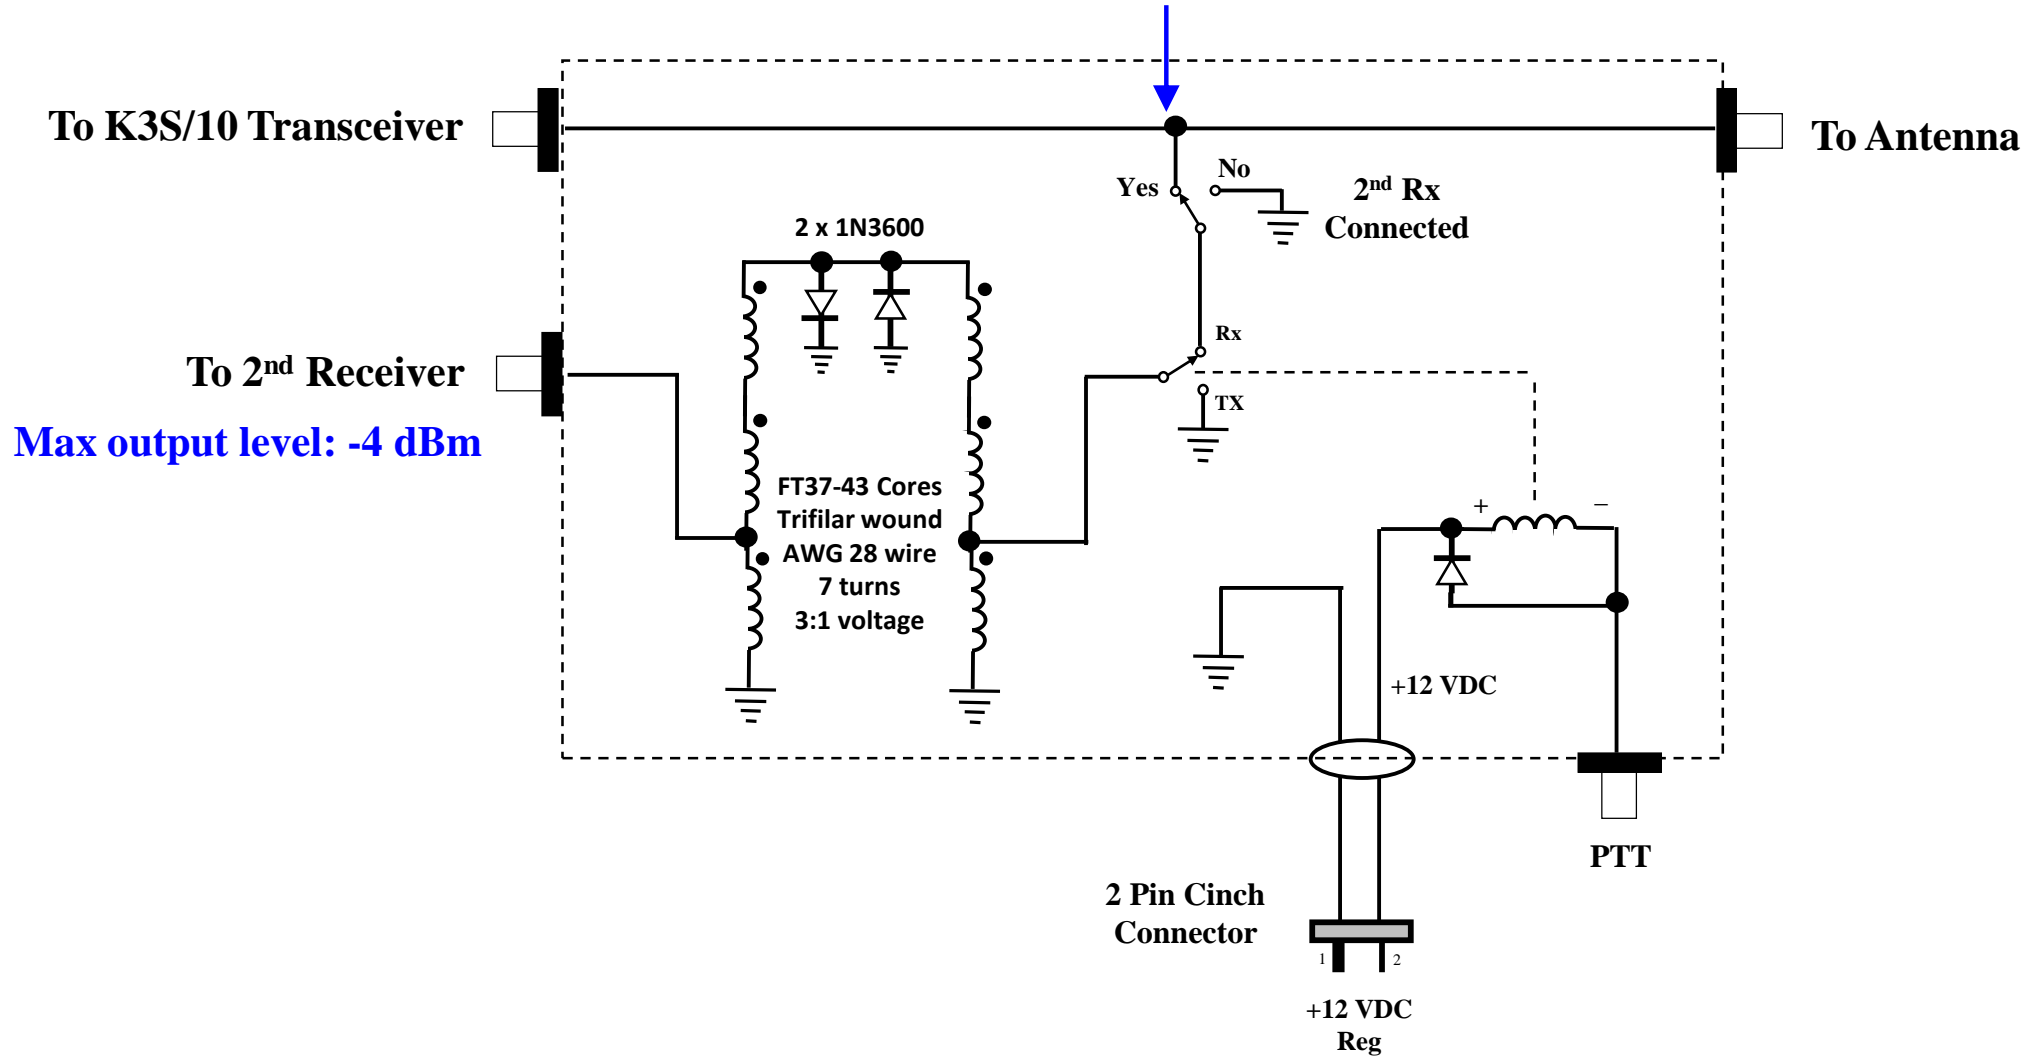 To K3S/10 Transceiver
To Antenna
No
Yes
2nd Rx
Connected
2 x 1N3600
Rx
To 2nd Receiver
TX
Max output level: -4 dBm
FT37-43 Cores
Trifilar wound
AWG 28 wire
7 turns
3:1 voltage
+ –
+12 VDC
PTT
2 Pin Cinch
Connector
1 2
+12 VDC
Reg